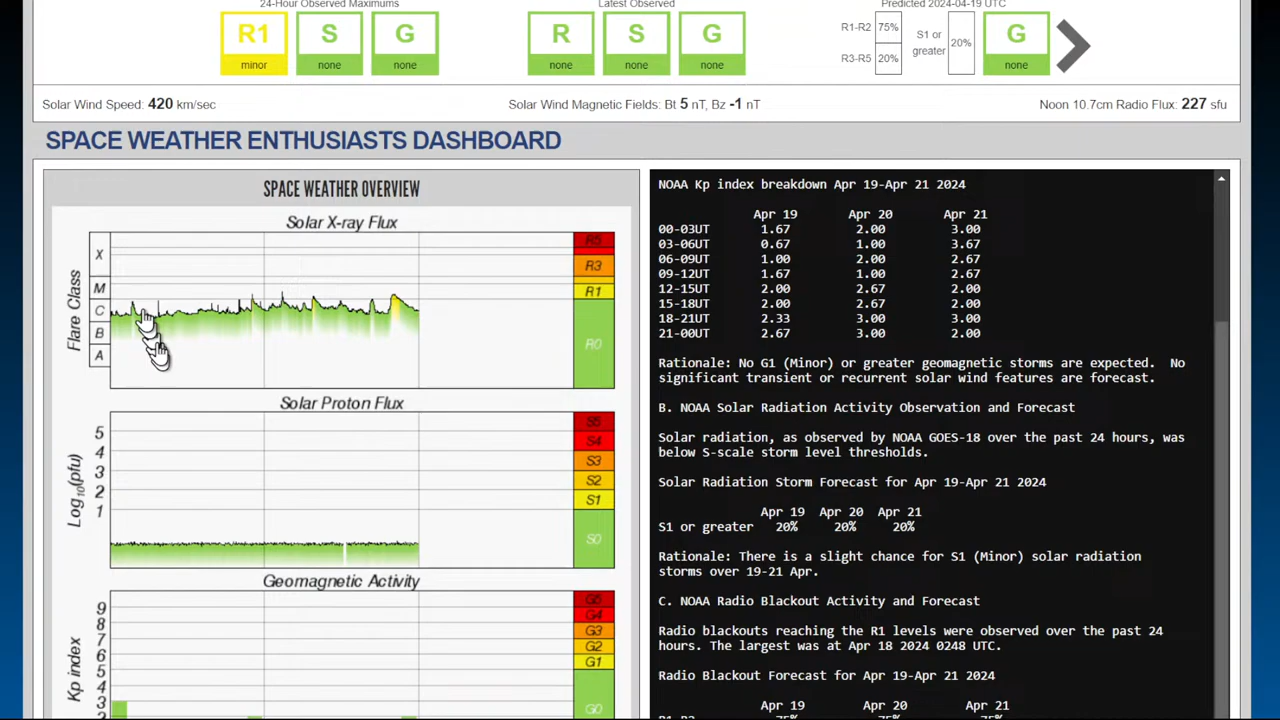 24-Hour Observed Maximums
Latest Observed
Predicted 2024-04-19 UTC
R1 S G
minor none none
R S G
none none none
R1-R2 75%
R3-R5 20%
S1 or greater 20%
G
none
Solar Wind Speed: 420 km/sec
Solar Wind Magnetic Fields: Bt 5 nT, Bz -1 nT
Noon 10.7cm Radio Flux: 227 sfu
SPACE WEATHER ENTHUSIASTS DASHBOARD
SPACE WEATHER OVERVIEW
Solar X-ray Flux
Flare Class
X
M
C
B
A
R5
R3
R1
R0
Solar Proton Flux
Log10(pfu)
5
4
3
2
1
S5
S4
S3
S2
S1
S0
Geomagnetic Activity
Kp index
9
8
7
6
5
4
3
2
G5
G4
G3
G2
G1
G0
NOAA Kp index breakdown Apr 19-Apr 21 2024
Apr 19 Apr 20 Apr 21
00-03UT 1.67 2.00 3.00
03-06UT 0.67 1.00 3.67
06-09UT 1.00 2.00 2.67
09-12UT 1.67 1.00 2.67
12-15UT 2.00 2.67 2.00
15-18UT 2.00 2.67 2.00
18-21UT 2.33 3.00 3.00
21-00UT 2.67 3.00 2.00
Rationale: No G1 (Minor) or greater geomagnetic storms are expected. No
significant transient or recurrent solar wind features are forecast.
B. NOAA Solar Radiation Activity Observation and Forecast
Solar radiation, as observed by NOAA GOES-18 over the past 24 hours, was
below S-scale storm level thresholds.
Solar Radiation Storm Forecast for Apr 19-Apr 21 2024
Apr 19 Apr 20 Apr 21
S1 or greater 20% 20% 20%
Rationale: There is a slight chance for S1 (Minor) solar radiation
storms over 19-21 Apr.
C. NOAA Radio Blackout Activity and Forecast
Radio blackouts reaching the R1 levels were observed over the past 24
hours. The largest was at Apr 18 2024 0248 UTC.
Radio Blackout Forecast for Apr 19-Apr 21 2024
Apr 19 Apr 20 Apr 21
R1-R2 75% 75% 75%